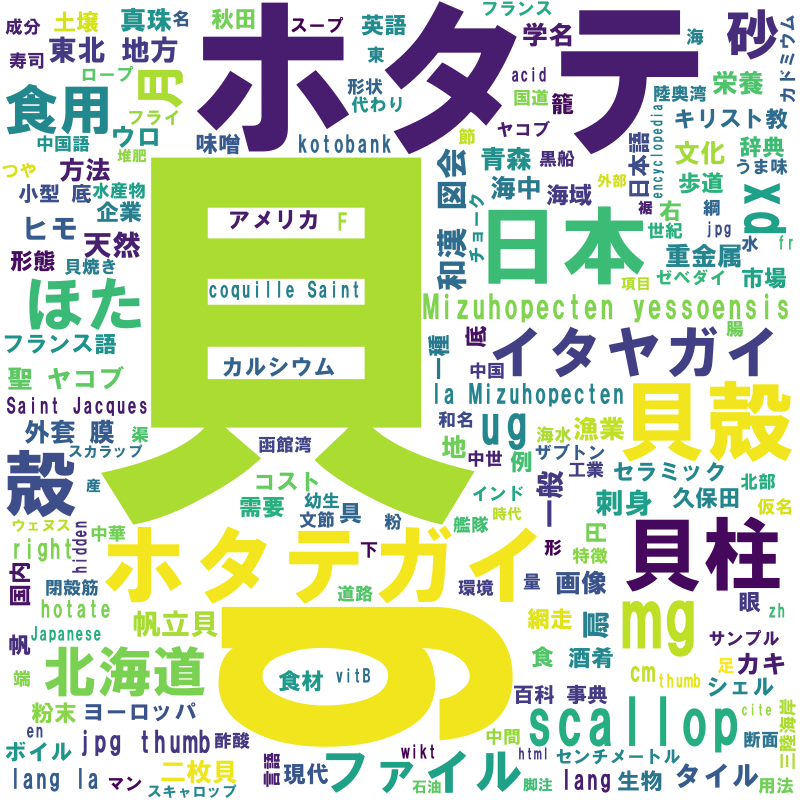 成分
土壌
真珠
名
秋田
スープ
英語
フランス
学名
砂
海
カドミウム
寿司
東北
地方
ホタテ
東
形状
代わり
acid
国道
籠
陸奥湾
栄養
ロープ
月
食用
フライ
中国語
ウロ
味噌
kotobank
ヤコブ
キリスト教
encyclopedia
つや
方法
堆肥
貝
図会
青森
黒船
日本語
文化
辞典
うま味
小型
底
水産物
海中
海域
外部
歩道
px
ヒモ
企業
アメリカ
F
和漢
チョーク
日本
裾
右
綱
世紀
jpg
水
fr
形態
天然
貝焼き
重金属
ゼベダイ
市場
項目
ほた
coquille Saint
Mizuhopecten yessoensis
フランス語
カルシウム
一種
底
イタヤガイ
腸
聖 ヤコブ
中国
la Mizuhopecten
貝殻
Saint Jacques
外套 膜
渠
函館湾
和名
地
ug
海水
漁業
スカラップ
中世
例
ザブトン
工業
セラミック
北部
殻
産
コスト
需要
幼生
文節
具
粉
インド
艦隊
時代
一般
円
刺身
久保田
仮名
ウェヌス
中華
right
hidden
ホタテガイ
下
形
特徴
貝柱
国内
閉殻筋
hotate
道路
環境
量
画像
眼
zh
帆
Japanese
帆立貝
g
網走
mg
サンプル
端
北海道
食材
vitB
食
酒肴
cm
thumb
足
カキ
粉末
ヨーロッパ
百科 事典
シェル
cite
三陸海岸
en
ボイル
jpg thumb
酢酸
wikt
中間
scallop
断面
html
センチメートル
lang la
マン
二枚貝
スキャロップ
言語
現代
ファイル
石油
脚注
lang
生物
タイル
用法